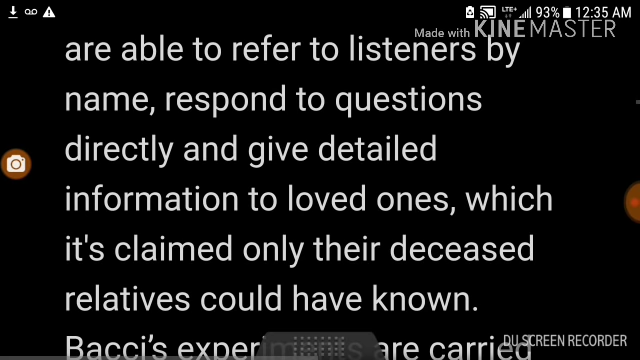 LTE+ 93% 12:35 AM
Made with KINEMASTER
are able to refer to listeners by
name, respond to questions
directly and give detailed
information to loved ones, which
it's claimed only their deceased
relatives could have known.
Bacci's experiments are carried
DU SCREEN RECORDER